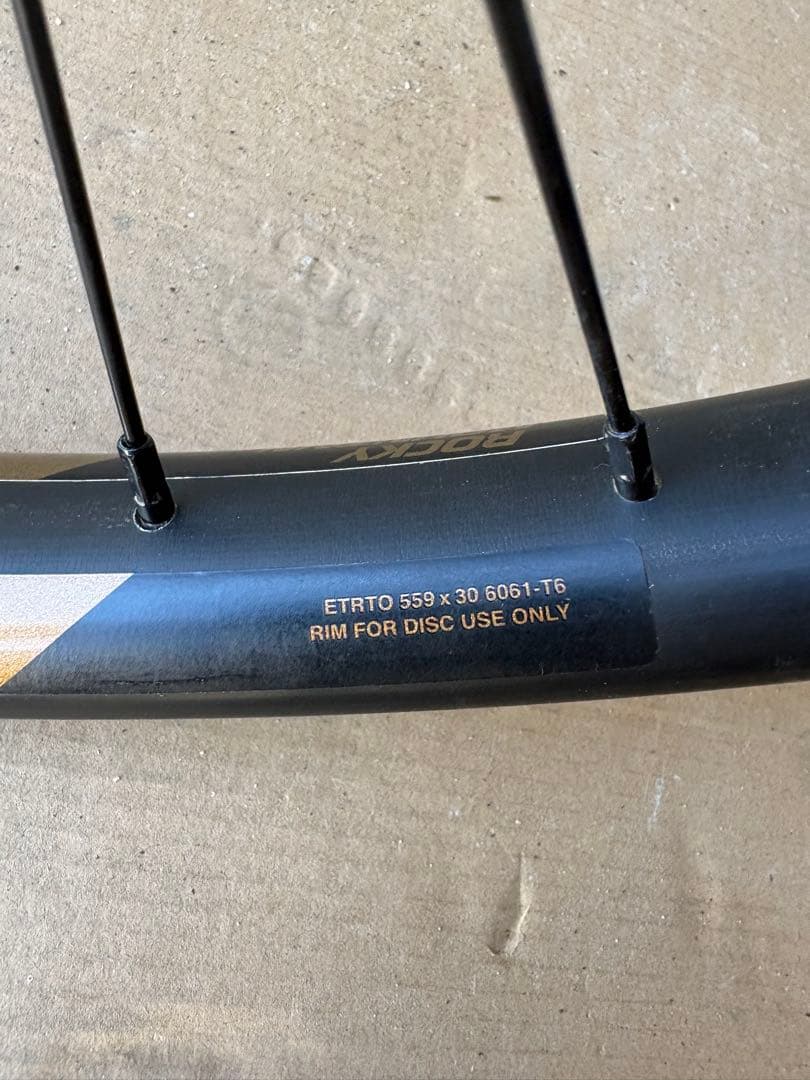 ROCKY
ETRTO 559 x 30 6061-T6
RIM FOR DISC USE ONLY